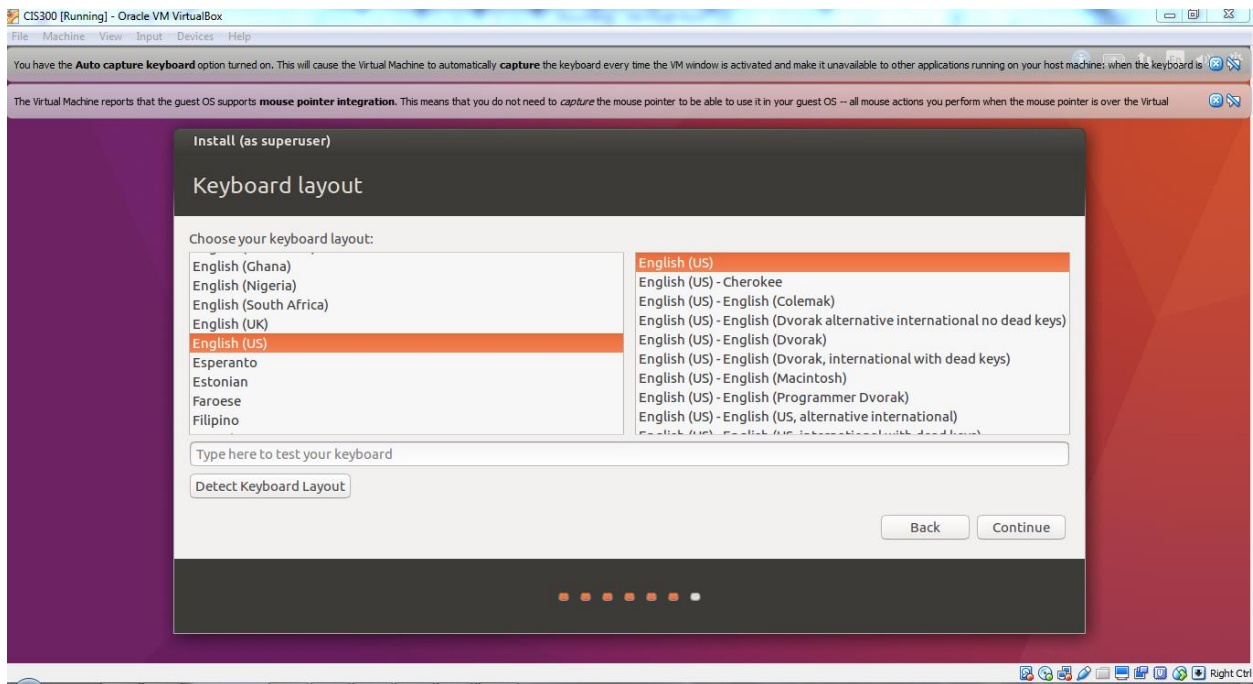 CIS300 [Running] - Oracle VM VirtualBox
File Machine View Input Devices Help
You have the Auto capture keyboard option turned on. This will cause the Virtual Machine to automatically capture the keyboard every time the VM window is activated and make it unavailable to other applications running on your host machine: when the keyboard is
The Virtual Machine reports that the guest OS supports mouse pointer integration. This means that you do not need to capture the mouse pointer to be able to use it in your guest OS -- all mouse actions you perform when the mouse pointer is over the Virtual
Install (as superuser)
Keyboard layout
Choose your keyboard layout:
English (Ghana)
English (Nigeria)
English (South Africa)
English (UK)
English (US)
Esperanto
Estonian
Faroese
Filipino
English (US)
English (US) - Cherokee
English (US) - English (Colemak)
English (US) - English (Dvorak alternative international no dead keys)
English (US) - English (Dvorak)
English (US) - English (Dvorak, international with dead keys)
English (US) - English (Macintosh)
English (US) - English (Programmer Dvorak)
English (US) - English (US, alternative international)
Type here to test your keyboard
Detect Keyboard Layout
Back Continue
Right Ctrl